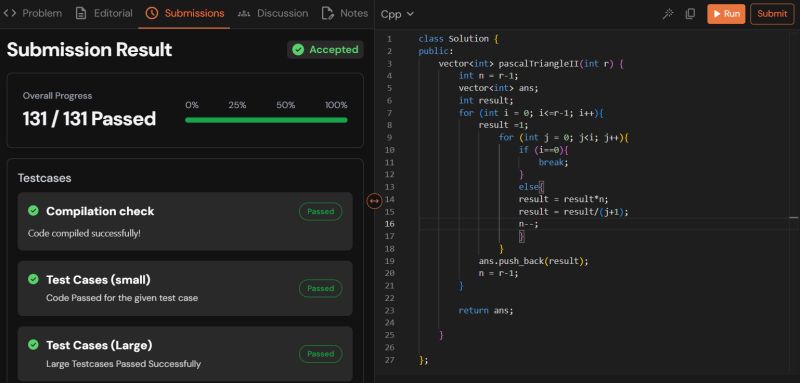 Problem Editorial Submissions Discussion Notes
Submission Result
Accepted
Overall Progress
131 / 131 Passed
0% 25% 50% 100%
Testcases
Compilation check
Passed
Code compiled successfully!
Test Cases (small)
Passed
Code Passed for the given test case
Test Cases (Large)
Passed
Large Testcases Passed Successfully
Cpp
Run
Submit
1 class Solution {
2 public:
3 vector<int> pascalTriangleII(int r) {
4 int n = r-1;
5 vector<int> ans;
6 int result;
7 for (int i = 0; i<=r-1; i++){
8 result =1;
9 for (int j = 0; j<i; j++){
10 if (i==0){
11 break;
12 }
13 else{
14 result = result*n;
15 result = result/(j+1);
16 n--;
17 }
18 }
19 ans.push_back(result);
20 n = r-1;
21 }
22
23 return ans;
24
25 }
26
27 };